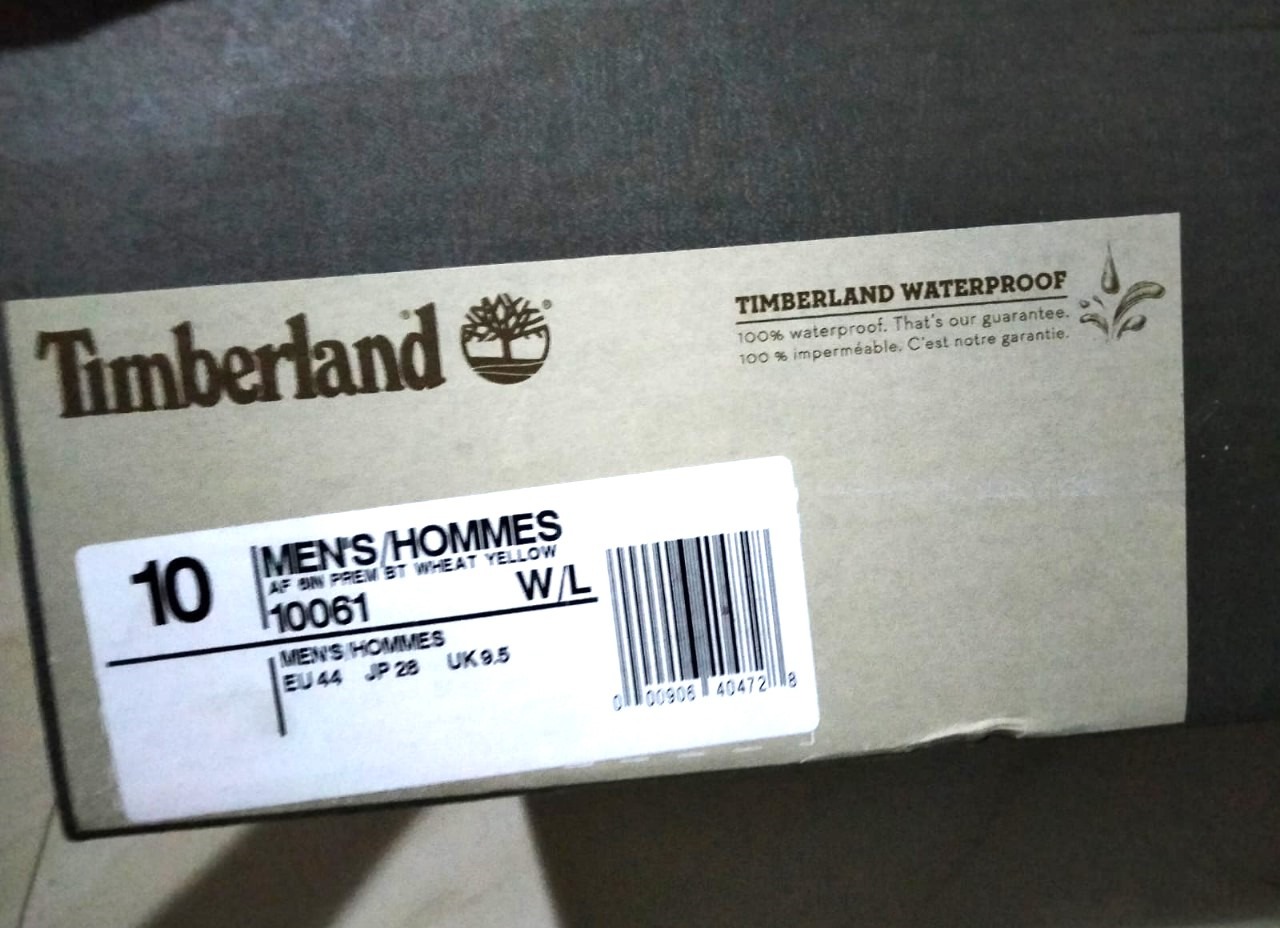 Timberland®
TIMBERLAND WATERPROOF
100% waterproof. That's our guarantee.
100 % imperméable. C'est notre garantie.
10
MEN'S/HOMMES
AF 6IN PREM BT WHEAT YELLOW
10061 W/L
MEN'S/HOMMES
EU 44 JP 28 UK 9.5
0 00906 40472 8